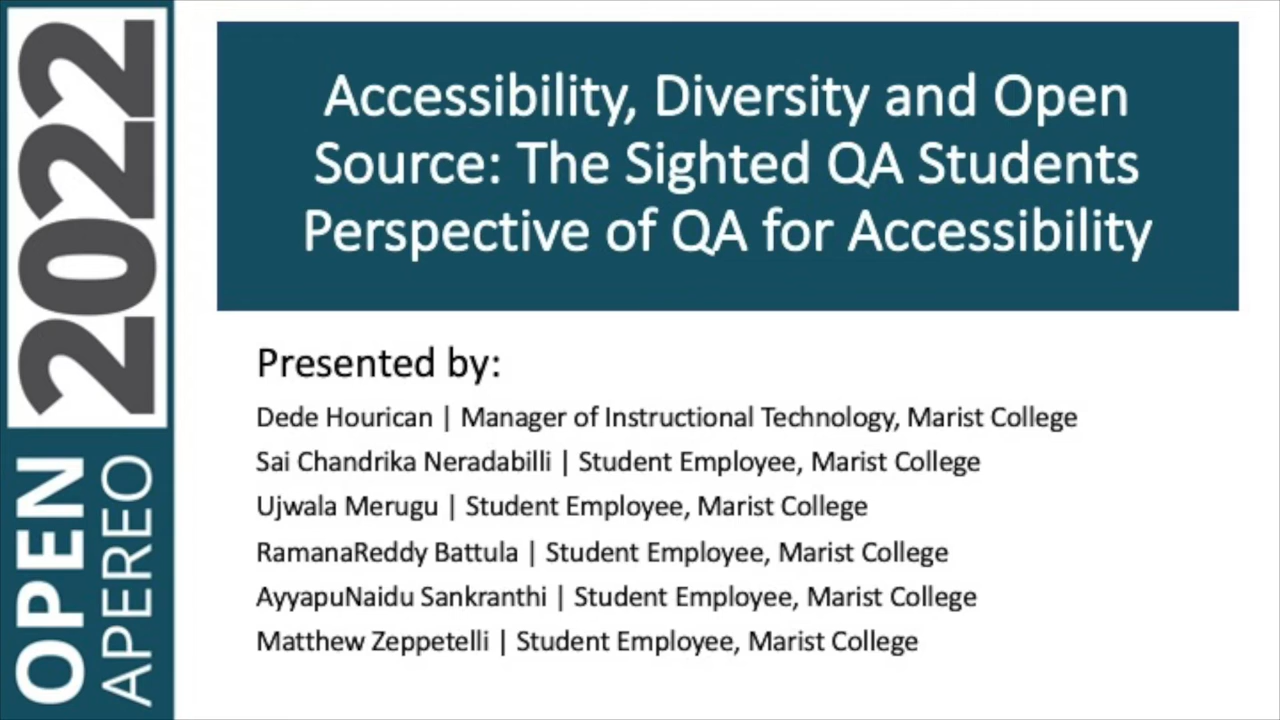 OPEN 2022
APEREO
Accessibility, Diversity and Open
Source: The Sighted QA Students
Perspective of QA for Accessibility
Presented by:
Dede Hourican | Manager of Instructional Technology, Marist College
Sai Chandrika Neradabilli | Student Employee, Marist College
Ujwala Merugu | Student Employee, Marist College
RamanaReddy Battula | Student Employee, Marist College
AyyapuNaidu Sankranthi | Student Employee, Marist College
Matthew Zeppetelli | Student Employee, Marist College